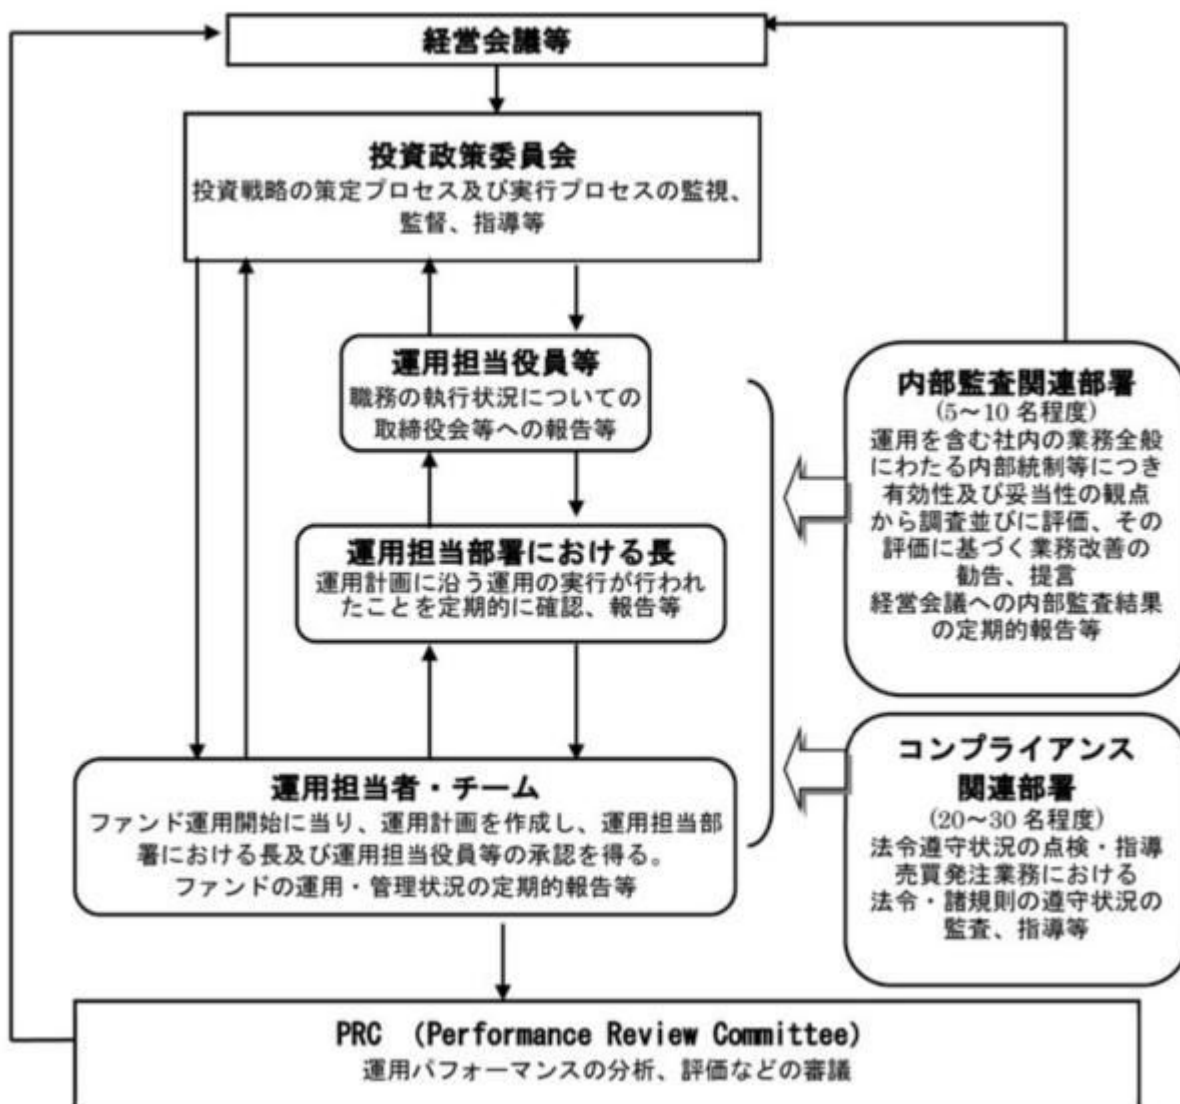 経営会議等
投資政策委員会
投資戦略の策定プロセス及び実行プロセスの監視、
監督、指導等
運用担当役員等
職務の執行状況についての
取締役会等への報告等
運用担当部署における長
運用計画に沿う運用の実行が行われ
たことを定期的に確認、報告等
運用担当者・チーム
ファンド運用開始に当り、運用計画を作成し、運用担当部
署における長及び運用担当役員等の承認を得る。
ファンドの運用・管理状況の定期的報告等
内部監査関連部署
(5～10 名程度)
運用を含む社内の業務全般
にわたる内部統制等につき
有効性及び妥当性の観点
から調査並びに評価、その
評価に基づく業務改善の
勧告、提言
経営会議への内部監査結果
の定期的報告等
コンプライアンス
関連部署
(20～30 名程度)
法令遵守状況の点検・指導
売買発注業務における
法令・諸規則の遵守状況の
監査、指導等
PRC (Performance Review Committee)
運用パフォーマンスの分析、評価などの審議